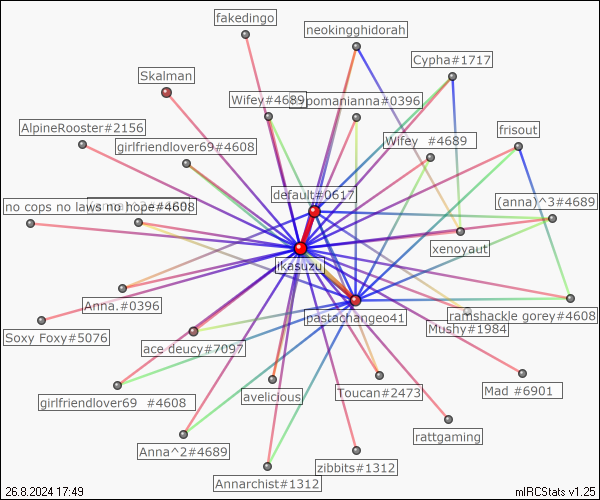 fakedingo
neokingghidorah
Cypha#1717
Skalman
Wifey#4689
pomanianna#0396
AlpineRooster#2156
girlfriendlover69#4608
Wifey  #4689
frisout
default#0617
(anna)^3#4689
no cops no laws no hope#4608
xenoyaut
ikasuzu
Anna.#0396
pastachangeo41
ramshackle gorey#4608
Soxy Foxy#5076
ace deucy#7097
Mushy#1984
girlfriendlover69  #4608
avelicious
Toucan#2473
Mad  #6901
Anna^2#4689
rattgaming
Annarchist#1312
zibbits#1312
26.8.2024 17:49
mIRCStats v1.25